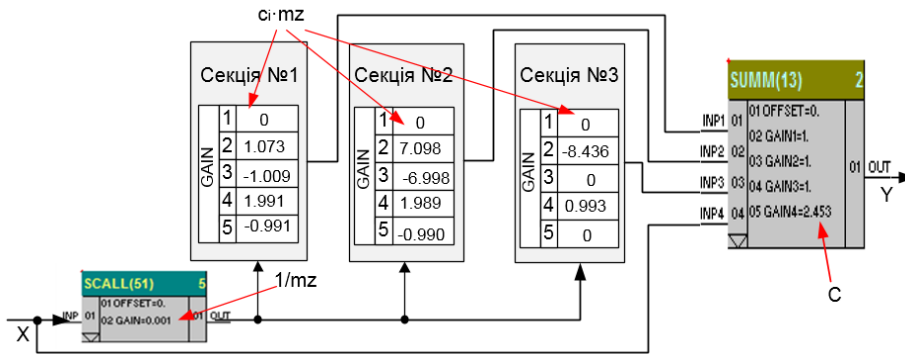 cᵢ·mz
Секція №1
GAIN
1 0
2 1.073
3 -1.009
4 1.991
5 -0.991
Секція №2
GAIN
1 0
2 7.098
3 -6.998
4 1.989
5 -0.990
Секція №3
GAIN
1 0
2 -8.436
3 0
4 0.993
5 0
SUMM(13) 2
INP1 01 01 OFFSET=0.
02 GAIN1=1.
INP2 02 03 GAIN2=1.
01 OUT
INP3 03 04 GAIN3=1.
INP4 04 05 GAIN4=2.453
Y
C
1/mz
SCALL(51) 5
X
INP 01 01 OFFSET=0. 01 OUT
02 GAIN=0.001